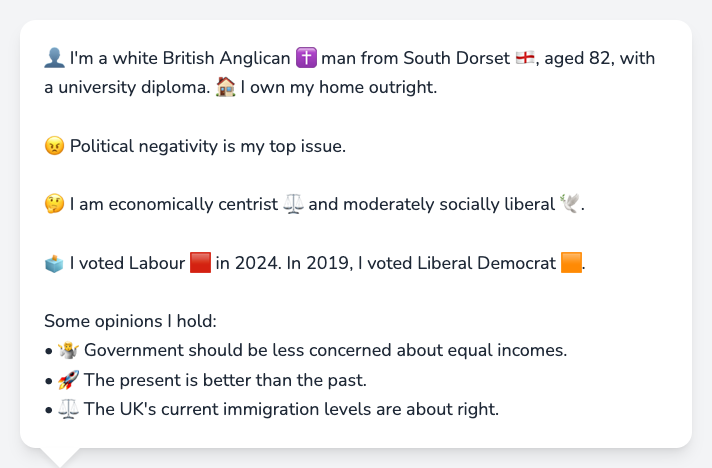 👤 I'm a white British Anglican ✝️ man from South Dorset 🏴󠁧󠁢󠁥󠁮󠁧󠁿, aged 82, with
a university diploma. 🏠 I own my home outright.
😠 Political negativity is my top issue.
🤔 I am economically centrist ⚖️ and moderately socially liberal 🕊️.
🗳️ I voted Labour 🟥 in 2024. In 2019, I voted Liberal Democrat 🟧.
Some opinions I hold:
• 🤷 Government should be less concerned about equal incomes.
• 🚀 The present is better than the past.
• ⚖️ The UK's current immigration levels are about right.